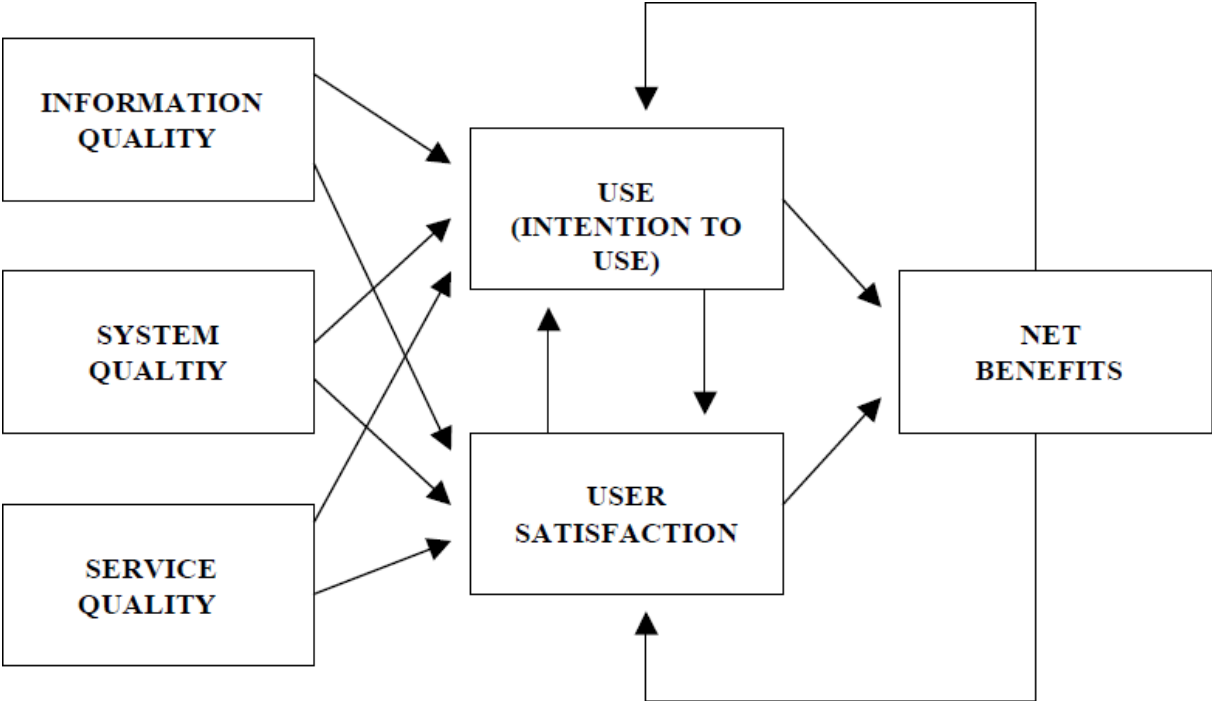 INFORMATION
QUALITY
SYSTEM
QUALTIY
SERVICE
QUALITY
USE
(INTENTION TO
USE)
USER
SATISFACTION
NET
BENEFITS